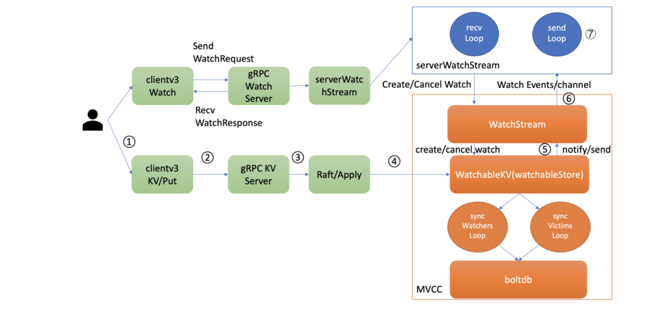 recv
Loop
send
Loop
⑦
serverWatchStream
Send
WatchRequest
clientv3
Watch
gRPC
Watch
Server
serverWatc
hStream
Recv
WatchResponse
Create/Cancel Watch
Watch Events/channel
⑥
WatchStream
①
②
③
④
create/cancel watch
⑤
notify/send
clientv3
KV/Put
gRPC KV
Server
Raft/Apply
WatchableKV(watchableStore)
sync
Watchers
Loop
sync
Victims
Loop
boltdb
MVCC